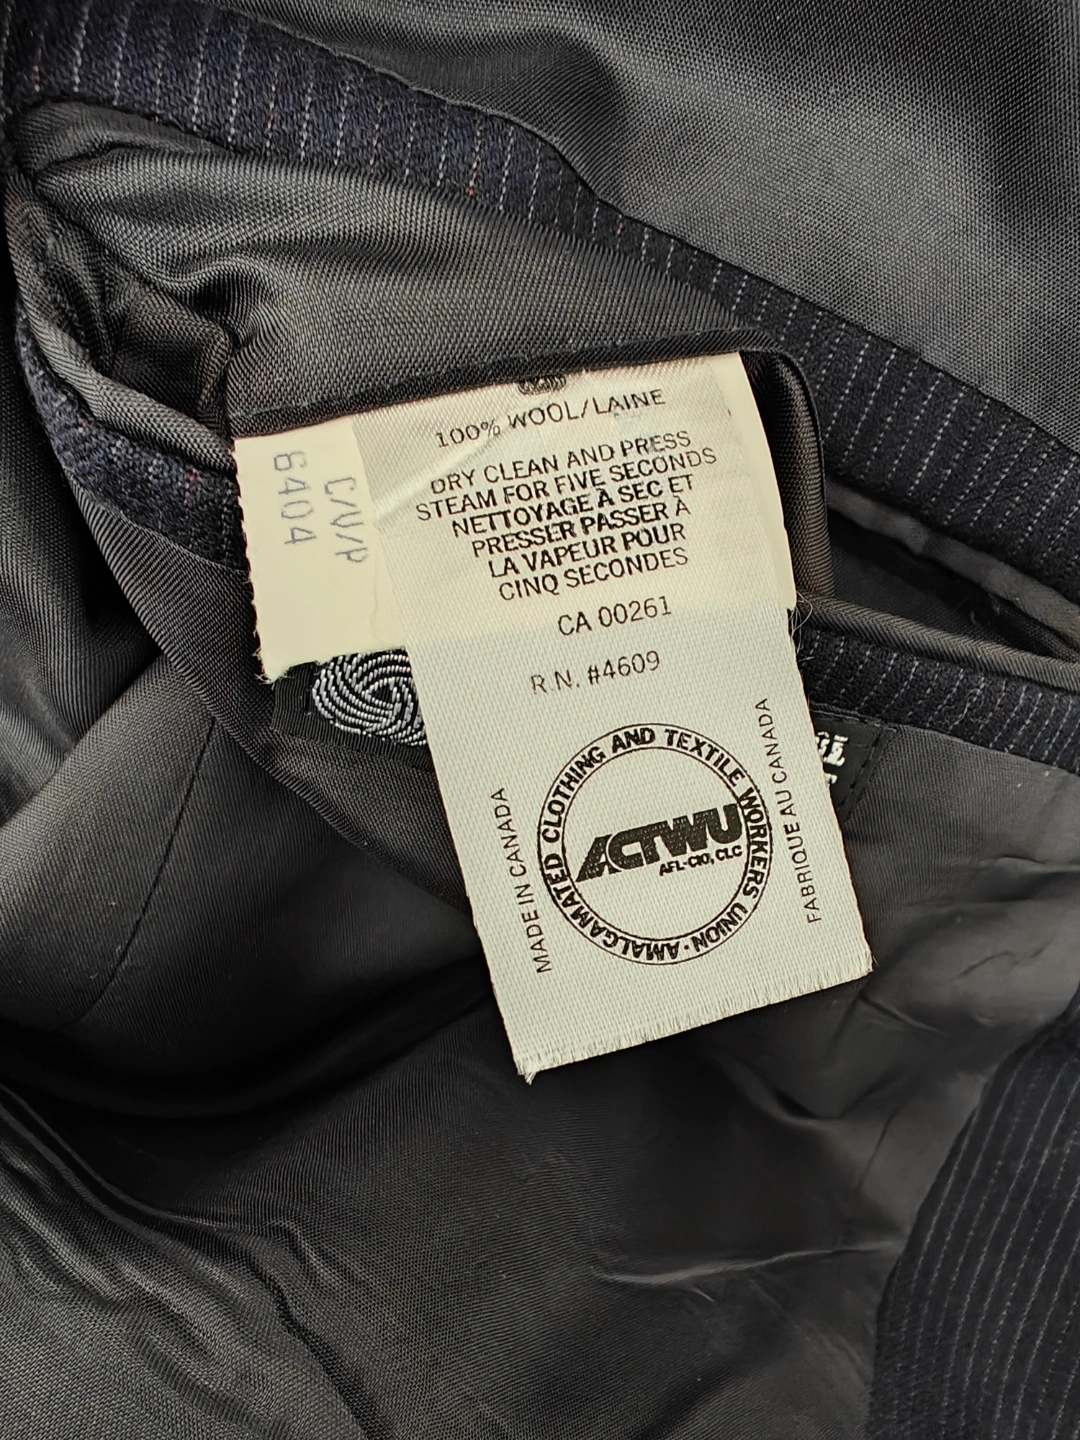 100% WOOL/LAINE
DRY CLEAN AND PRESS
STEAM FOR FIVE SECONDS
NETTOYAGE À SEC ET
PRESSER PASSER À
LA VAPEUR POUR
CINQ SECONDES
CA 00261
R.N. #4609
C/V/P
6404
MADE IN CANADA
AMALGAMATED CLOTHING AND TEXTILE WORKERS UNION ·
ACTWU
AFL-CIO, CLC
FABRIQUE AU CANADA